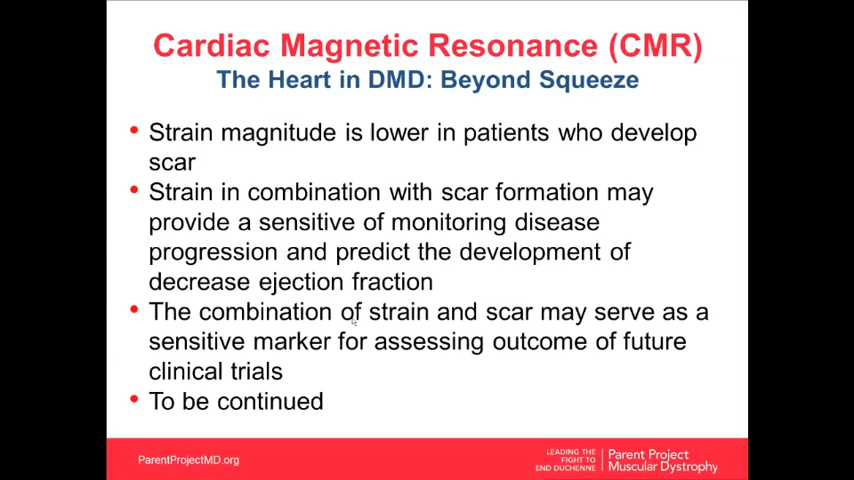 Cardiac Magnetic Resonance (CMR)
The Heart in DMD: Beyond Squeeze
• Strain magnitude is lower in patients who develop
scar
• Strain in combination with scar formation may
provide a sensitive of monitoring disease
progression and predict the development of
decrease ejection fraction
• The combination of strain and scar may serve as a
sensitive marker for assessing outcome of future
clinical trials
• To be continued
ParentProjectMD.org
LEADING THE
FIGHT TO
END DUCHENNE
Parent Project
Muscular Dystrophy